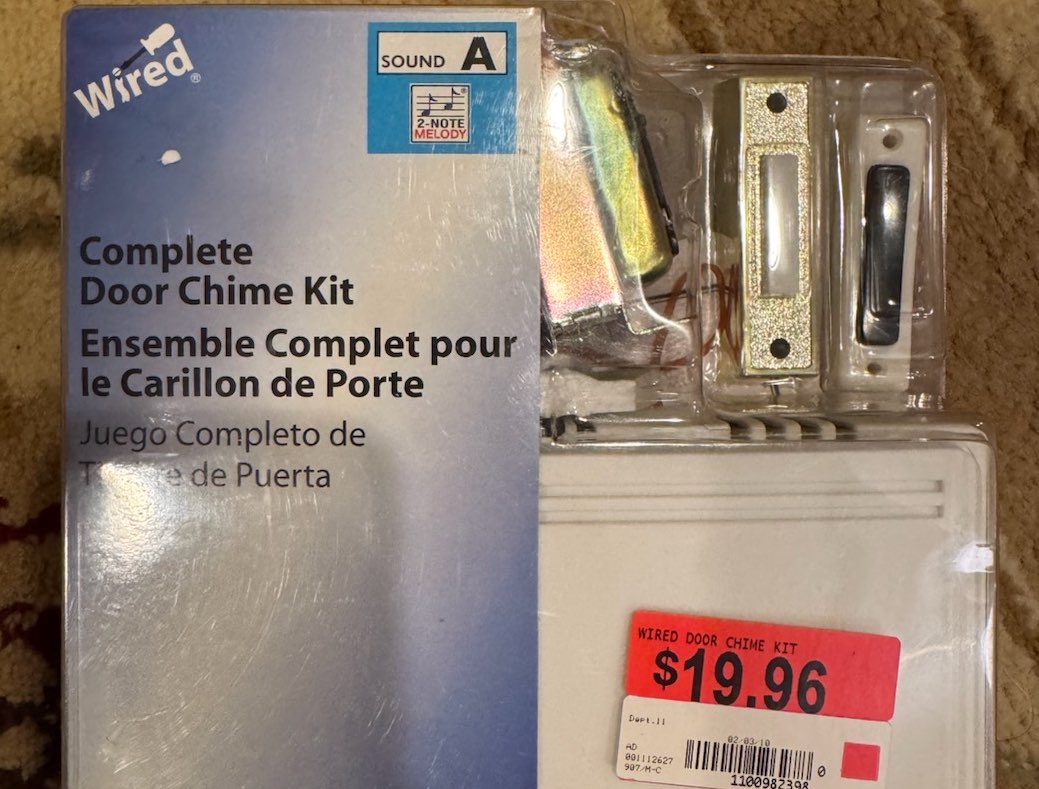 Wired®
SOUND A
2-NOTE
MELODY
Complete
Door Chime Kit
Ensemble Complet pour
le Carillon de Porte
Juego Completo de
de Puerta
WIRED DOOR CHIME KIT
$19.96
Dept.11
02/03/10
AD
001112627
907/M-C
0
1100982398